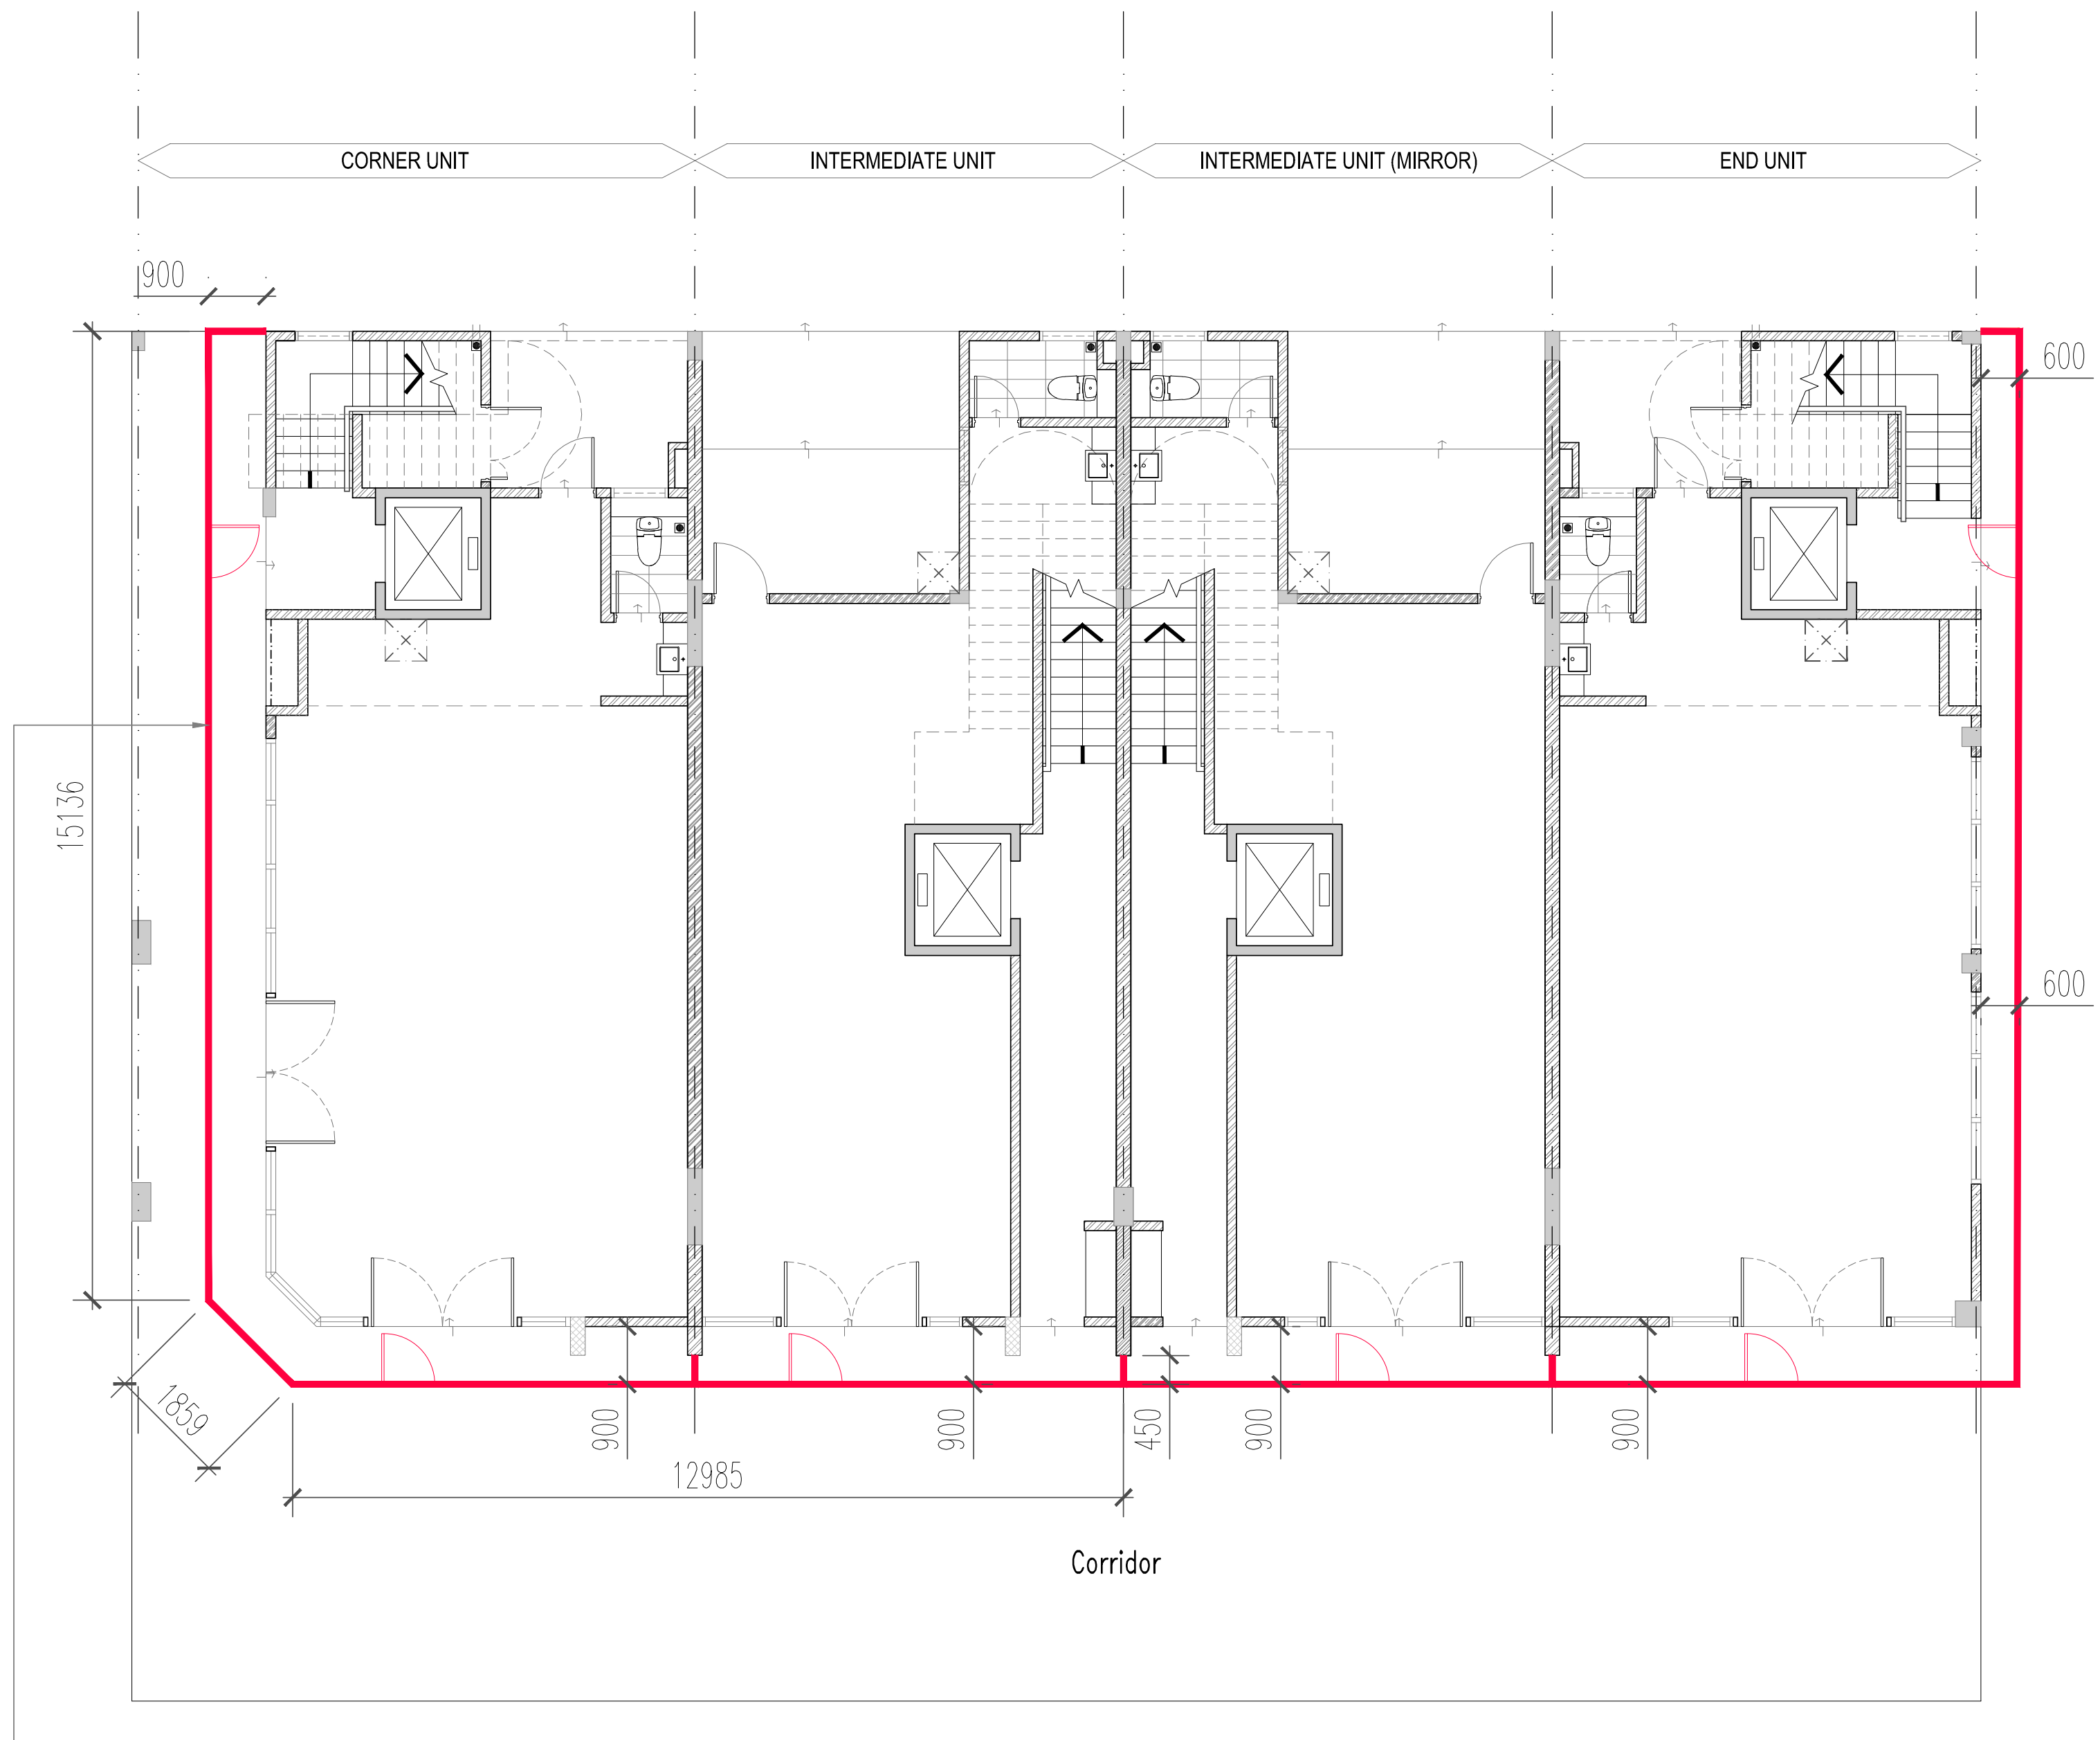 CORNER UNIT
INTERMEDIATE UNIT
INTERMEDIATE UNIT (MIRROR)
END UNIT
900
600
15136
600
1859
900
900
450
900
900
12985
Corridor